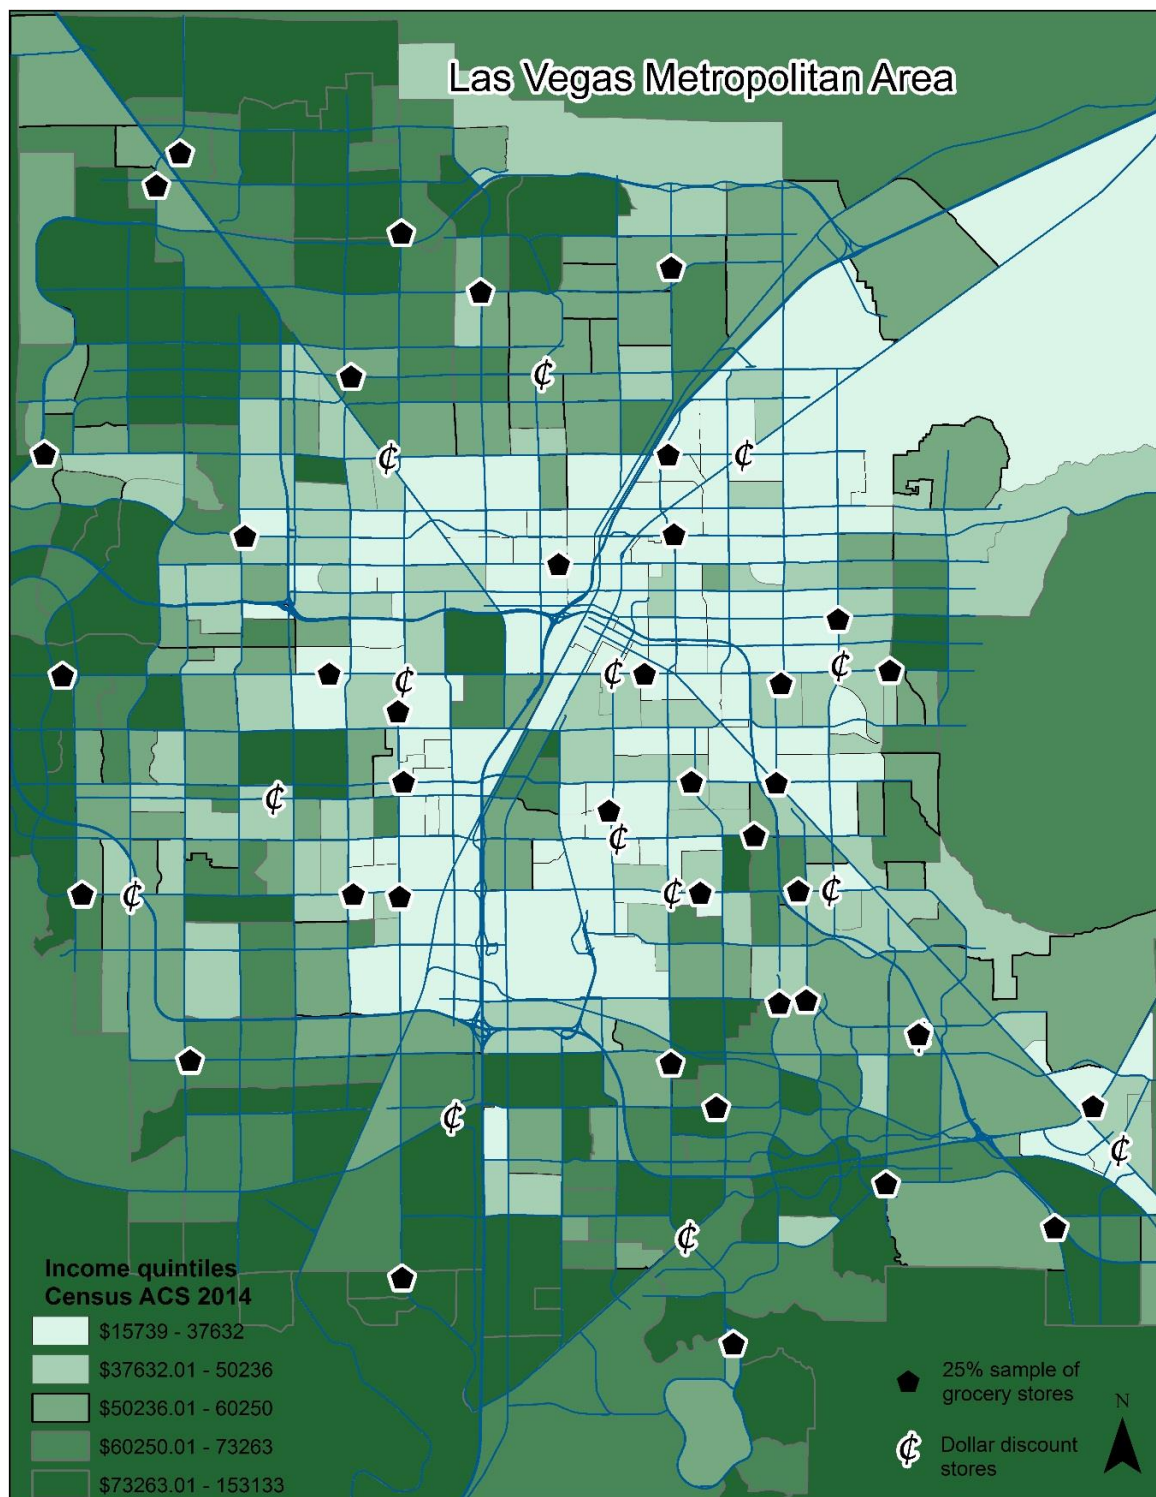 Las Vegas Metropolitan Area
Income quintiles
Census ACS 2014
$15739 - 37632
$37632.01 - 50236
$50236.01 - 60250
$60250.01 - 73263
$73263.01 - 153133
25% sample of
grocery stores
N
₵ Dollar discount
stores